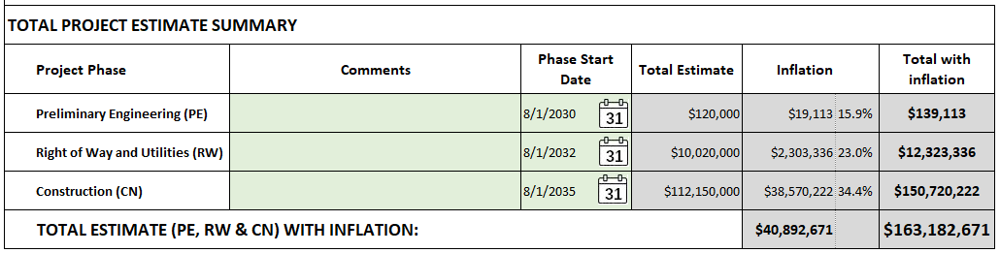 TOTAL PROJECT ESTIMATE SUMMARY
Project Phase Comments Phase Start Date Total Estimate Inflation Total with inflation
Preliminary Engineering (PE) 8/1/2030 31 $120,000 $19,113 15.9% $139,113
Right of Way and Utilities (RW) 8/1/2032 31 $10,020,000 $2,303,336 23.0% $12,323,336
Construction (CN) 8/1/2035 31 $112,150,000 $38,570,222 34.4% $150,720,222
TOTAL ESTIMATE (PE, RW & CN) WITH INFLATION: $40,892,671 $163,182,671